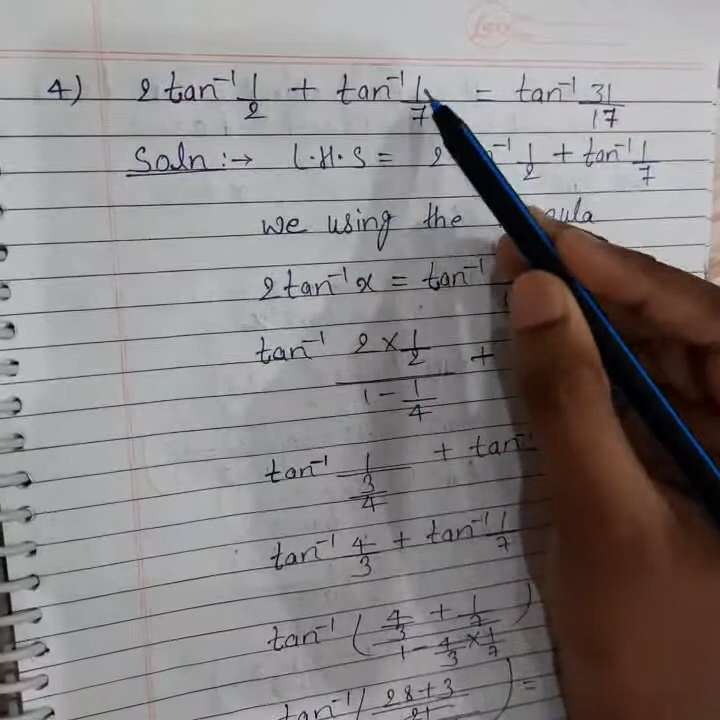 4) 2 tan⁻¹ 1/2 + tan⁻¹ 1/7 = tan⁻¹ 31/17
Soln :→ L.H.S = 2 1/2 + tan⁻¹ 1/7
we using the
2 tan⁻¹ x = tan⁻¹
tan⁻¹ (2 × 1/2)/(1 - 1/4) +
tan⁻¹ 1/(3/4) + tan⁻¹
tan⁻¹ 4/3 + tan⁻¹ 1/7
tan⁻¹ ( (4/3 + 1/7)/(1 - 4/3 × 1/7) )
tan⁻¹ ( (28+3)/21 ) =